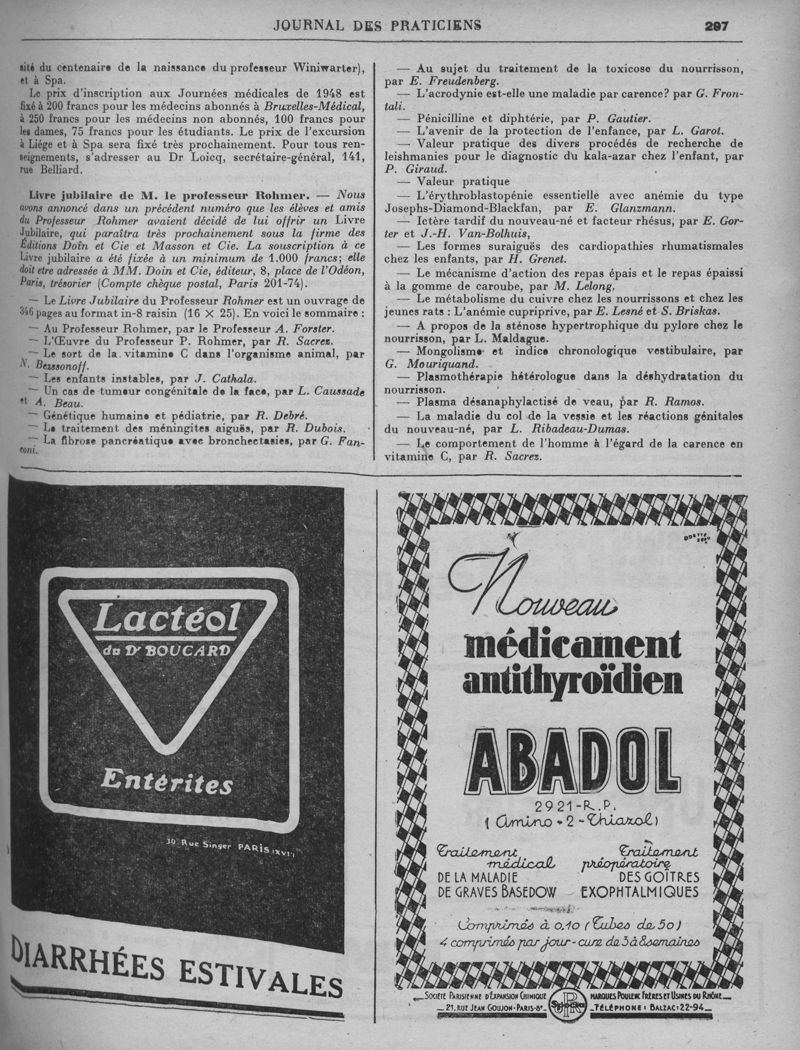 JOURNAL DES PRATICIENS
297
sité du centenaire de la naissance du professeur Winiwarter),
et à Spa.
Le prix d'inscription aux Journées médicales de 1948 est
fixé à 200 francs pour les médecins abonnés à Bruxelles-Médical,
à 250 francs pour les médecins non abonnés, 100 francs pour
les dames, 75 francs pour les étudiants. Le prix de l'excursion
à Liége et à Spa sera fixé très prochainement. Pour tous ren-
seignements, s'adresser au Dr Loicq, secrétaire-général, 141,
rue Belliard.
Livre jubilaire de M. le professeur Rohmer. — Nous
avons annoncé dans un précédent numéro que les élèves et amis
du Professeur Rohmer avaient décidé de lui offrir un Livre
Jubilaire, qui paraîtra très prochainement sous la firme des
Éditions Doin et Cie et Masson et Cie. La souscription à ce
Livre jubilaire a été fixée à un minimum de 1.000 francs; elle
doit etre adressée à MM. Doin et Cie, éditeur, 8, place de l'Odéon,
Paris, trésorier (Compte chèque postal, Paris 201-74).
— Le Livre Jubilaire du Professeur Rohmer est un ouvrage de
346 pages au format in-8 raisin (16 × 25). En voici le sommaire :
— Au Professeur Rohmer, par le Professeur A. Forster.
— L'Œuvre du Professeur P. Rohmer, par R. Sacrez.
— Le sort de la vitamine C dans l'organisme animal, par
N. Bezssonoff.
— Les enfants instables, par J. Cathala.
— Un cas de tumeur congénitale de la face, par L. Caussade
et A. Beau.
— Génétique humaine et pédiatrie, par R. Debré.
— Le traitement des méningites aiguës, par R. Dubois.
— La fibrose pancréatique avec bronchectasies, par G. Fan-
coni.
— Au sujet du traitement de la toxicose du nourrisson,
par E. Freudenberg.
— L'acrodynie est-elle une maladie par carence? par G. Fron-
tali.
— Pénicilline et diphtérie, par P. Gautier.
— L'avenir de la protection de l'enfance, par L. Garot.
— Valeur pratique des divers procédés de recherche de
leishmanies pour le diagnostic du kala-azar chez l'enfant, par
P. Giraud.
— Valeur pratique
— L'érythroblastopénie essentielle avec anémie du type
Josephs-Diamond-Blackfan, par E. Glanzmann.
— Ictère tardif du nouveau-né et facteur rhésus, par E. Gor-
ter et J.-H. Van-Bolhuis,
— Les formes suraiguës des cardiopathies rhumatismales
chez les enfants, par H. Grenet.
— Le mécanisme d'action des repas épais et le repas épaissi
à la gomme de caroube, par M. Lelong.
— Le métabolisme du cuivre chez les nourrissons et chez les
jeunes rats : L'anémie cupriprive, par E. Lesné et S. Briskas.
— A propos de la sténose hypertrophique du pylore chez le
nourrisson, par L. Maldague.
— Mongolisme et indice chronologique vestibulaire, par
G. Mouriquand.
— Plasmothérapie hétérologue dans la déshydratation du
nourrisson.
— Plasma désanaphylactisé de veau, par R. Ramos.
— La maladie du col de la vessie et les réactions génitales
du nouveau-né, par L. Ribadeau-Dumas.
— Le comportement de l'homme à l'égard de la carence en
vitamine C, par R. Sacrez.
Lactéol
du Dr BOUCARD
Entérites
30 Rue Singer PARIS (XVIe)
DIARRHÉES ESTIVALES
Nouveau
médicament
antithyroïdien
ABADOL
2921-R.P.
(Amino-2-Thiazol)
Traitement
médical
DE LA MALADIE
DE GRAVES BASEDOW
Traitement
préopératoire
DES GOITRES
EXOPHTALMIQUES
Comprimés à 0,10 (Tubes de 50)
4 comprimés par jour - cure de 3 à 8 semaines
SOCIÉTÉ PARISIENNE D'EXPANSION CHIMIQUE
MARQUES POULENC FRÈRES ET USINES DU RHÔNE
21, RUE JEAN GOUJON-PARIS-8e
TÉLÉPHONE : BALZAC : 22-94